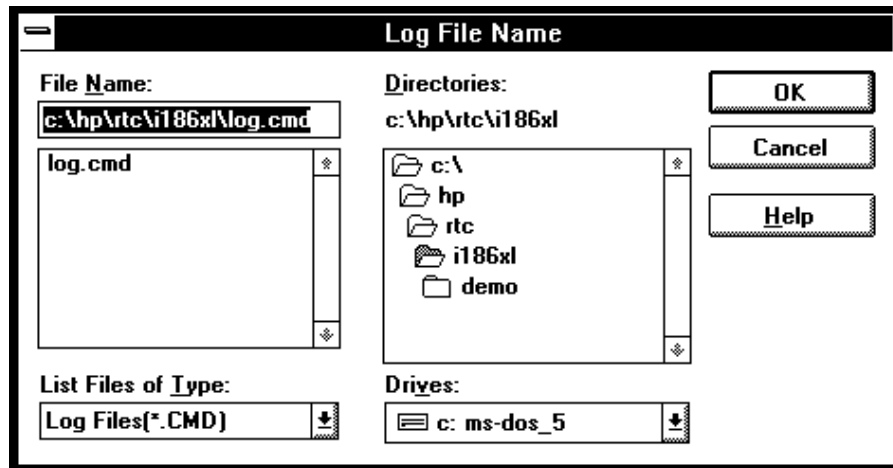 Log File Name
File Name:
c:\hp\rtc\i186xl\log.cmd
log.cmd
List Files of Type:
Log Files(*.CMD)
Directories:
c:\hp\rtc\i186xl
c:\
hp
rtc
i186xl
demo
Drives:
c: ms-dos_5
OK
Cancel
Help